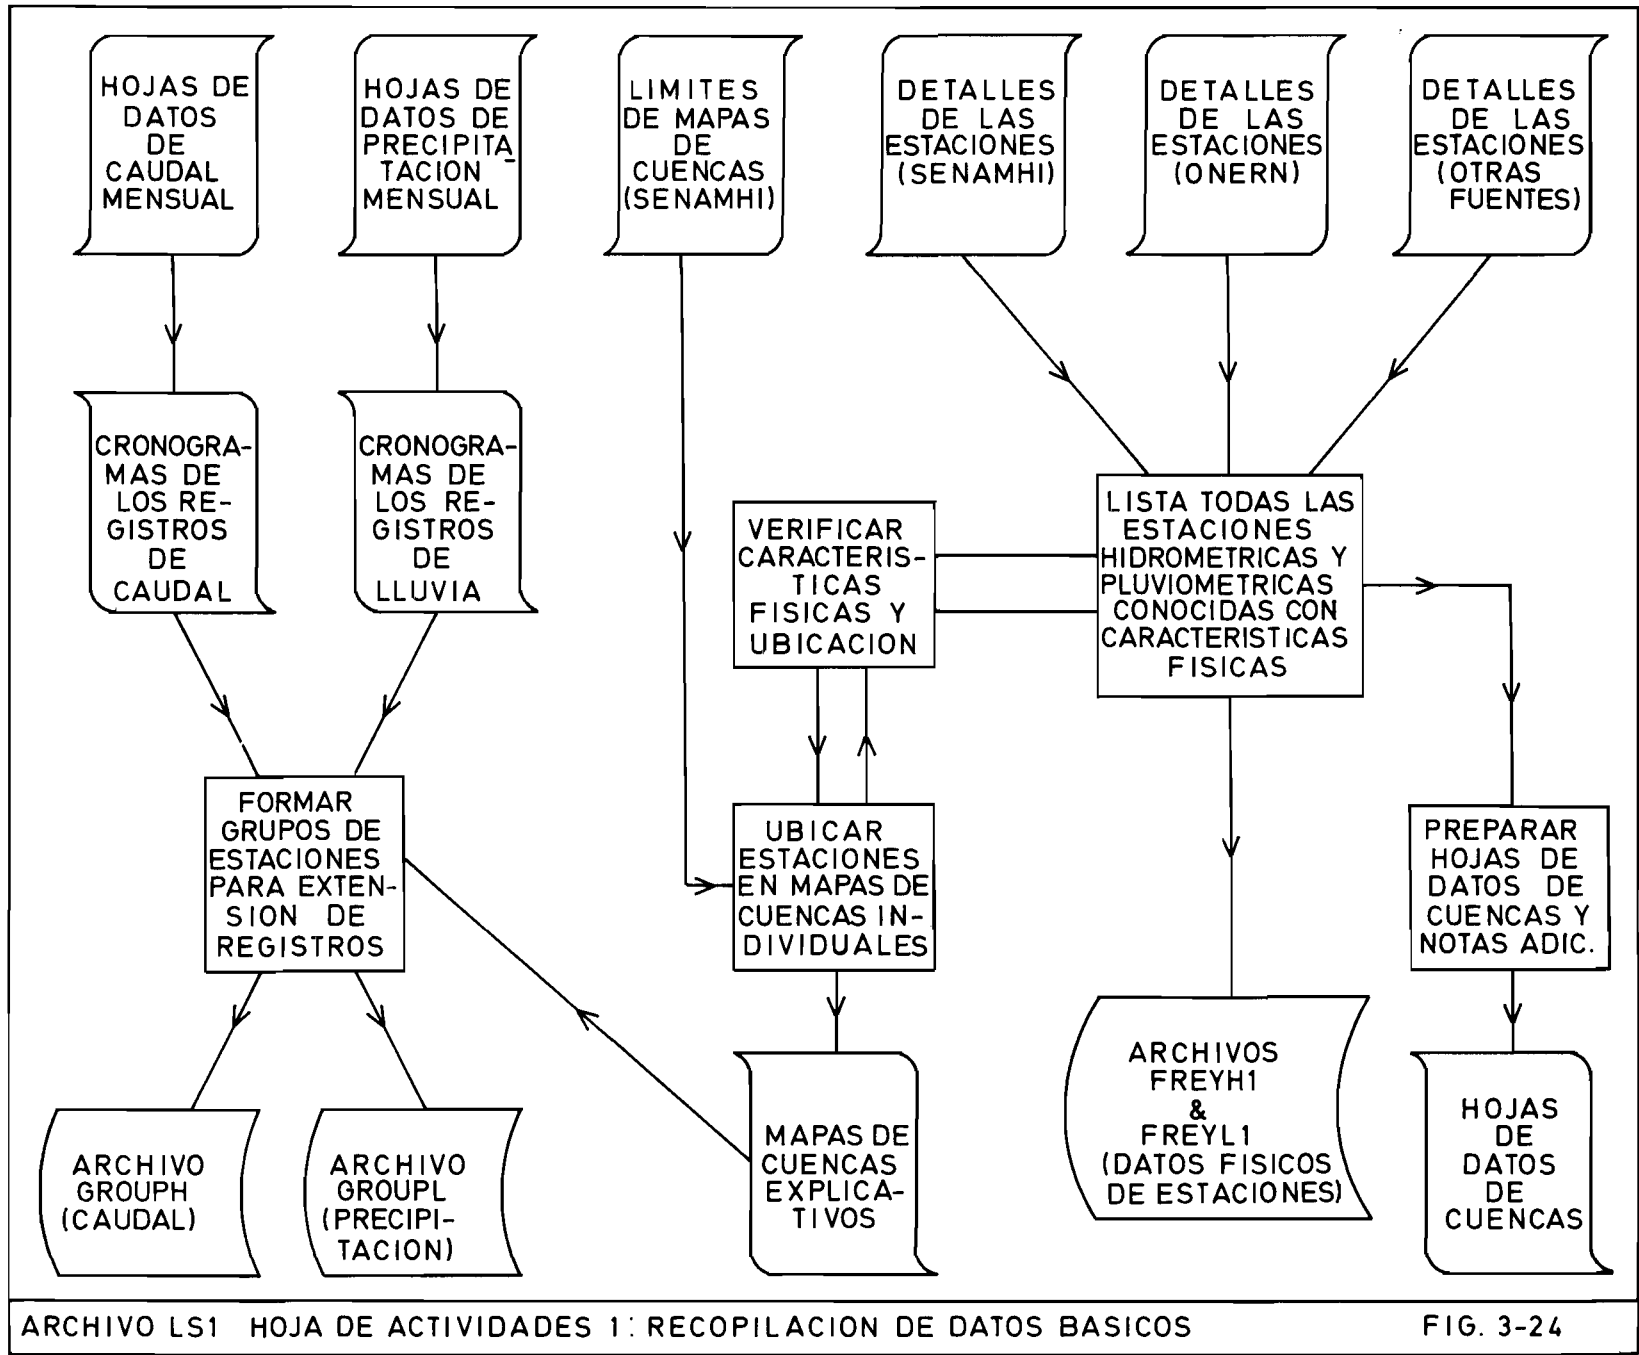 HOJAS DE
DATOS
DE
CAUDAL
MENSUAL
HOJAS DE
DATOS DE
PRECIPITA-
TACION
MENSUAL
LIMITES
DE MAPAS
DE
CUENCAS
(SENAMHI)
DETALLES
DE LAS
ESTACIONES
(SENAMHI)
DETALLES
DE LAS
ESTACIONES
(ONERN)
DETALLES
DE LAS
ESTACIONES
(OTRAS
FUENTES)
CRONOGRA-
MAS DE
LOS RE-
GISTROS
DE
CAUDAL
CRONOGRA-
MAS DE
LOS RE-
GISTROS
DE
LLUVIA
VERIFICAR
CARACTERIS-
TICAS
FISICAS Y
UBICACION
LISTA TODAS LAS
ESTACIONES
HIDROMETRICAS Y
PLUVIOMETRICAS
CONOCIDAS CON
CARACTERISTICAS
FISICAS
FORMAR
GRUPOS DE
ESTACIONES
PARA EXTEN-
SION DE
REGISTROS
UBICAR
ESTACIONES
EN MAPAS DE
CUENCAS IN-
DIVIDUALES
PREPARAR
HOJAS DE
DATOS DE
CUENCAS Y
NOTAS ADIC.
ARCHIVO
GROUPH
(CAUDAL)
ARCHIVO
GROUPL
(PRECIPI-
TACION)
MAPAS DE
CUENCAS
EXPLICA-
TIVOS
ARCHIVOS
FREYH1
&
FREYL1
(DATOS FISICOS
DE ESTACIONES)
HOJAS
DE
DATOS
DE
CUENCAS
ARCHIVO LS1 HOJA DE ACTIVIDADES 1: RECOPILACION DE DATOS BASICOS FIG. 3-24